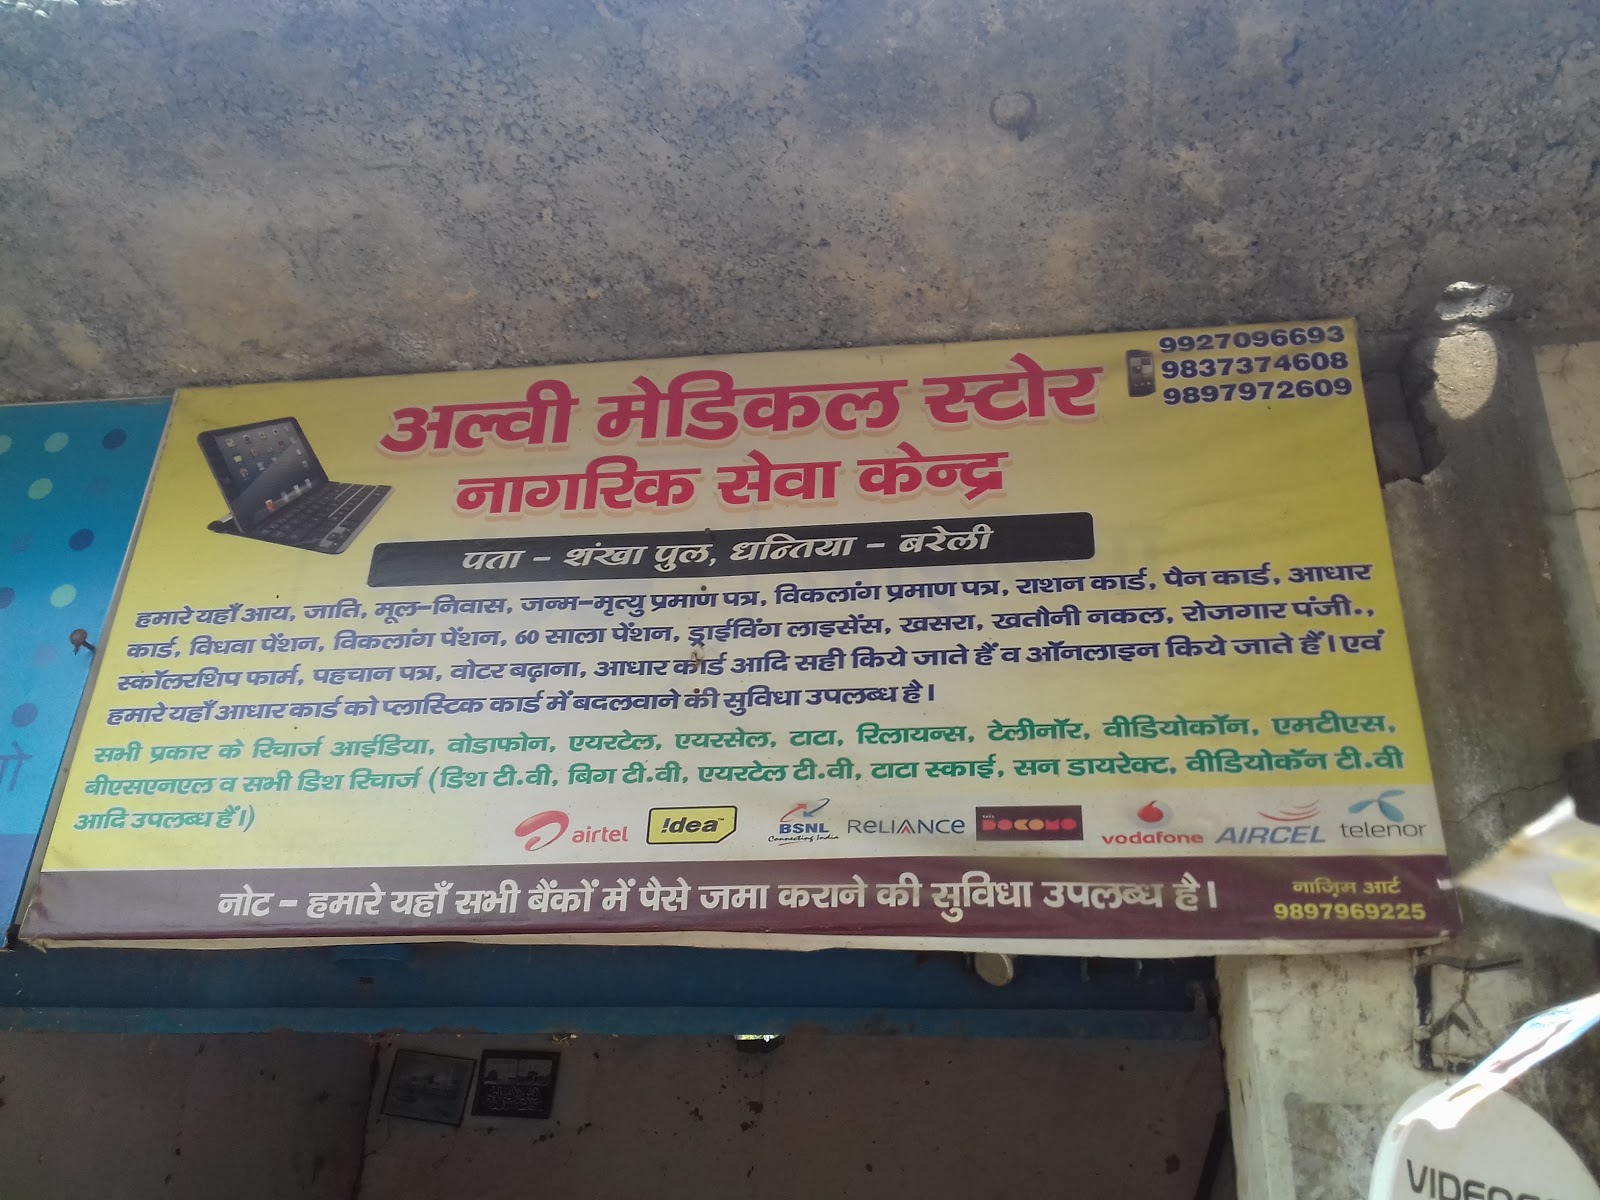 9927096693
9837374608
9897972609
अल्वी मेडिकल स्टोर
नागरिक सेवा केन्द्र
पता - शंखा पुल, धन्तिया - बरेली
हमारे यहाँ आय, जाति, मूल-निवास, जन्म-मृत्यु प्रमाण पत्र, विकलांग प्रमाण पत्र, राशन कार्ड, पैन कार्ड, आधार
कार्ड, विधवा पेंशन, विकलांग पेंशन, 60 साला पेंशन, ड्राईविंग लाइसेंस, खसरा, खतौनी नकल, रोजगार पंजी.,
स्कॉलरशिप फार्म, पहचान पत्र, वोटर बढ़ाना, आधार कार्ड आदि सही किये जाते हैं व ऑनलाइन किये जाते हैं। एवं
हमारे यहाँ आधार कार्ड को प्लास्टिक कार्ड में बदलवाने की सुविधा उपलब्ध है।
सभी प्रकार के रिचार्ज आईडिया, वोडाफोन, एयरटेल, एयरसेल, टाटा, रिलायन्स, टेलीनॉर, वीडियोकॉन, एमटीएस,
बीएसएनएल व सभी डिश रिचार्ज (डिश टी.वी, बिग टी.वी, एयरटेल टी.वी, टाटा स्काई, सन डायरेक्ट, वीडियोकॅन टी.वी
आदि उपलब्ध हैं।)
airtel !dea BSNL Connecting India RELIANCE TATA DOCOMO vodafone AIRCEL telenor
नोट - हमारे यहाँ सभी बैंकों में पैसे जमा कराने की सुविधा उपलब्ध है।
नाज़िम आर्ट
9897969225